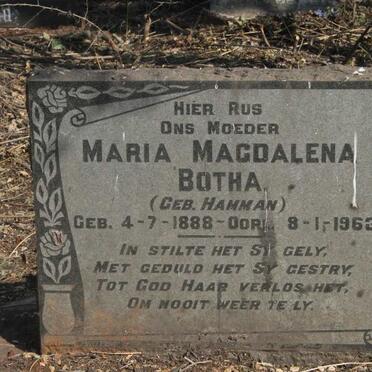 Hier Rus
Ons Moeder
Maria Magdalena
Botha
(Geb. Hamman)
Geb. 4-7-1888-Oorl. 8-1-1963
In stilte het Sy gely,
Met geduld het Sy gestry,
Tot God Haar verlos het,
Om nooit weer te ly.